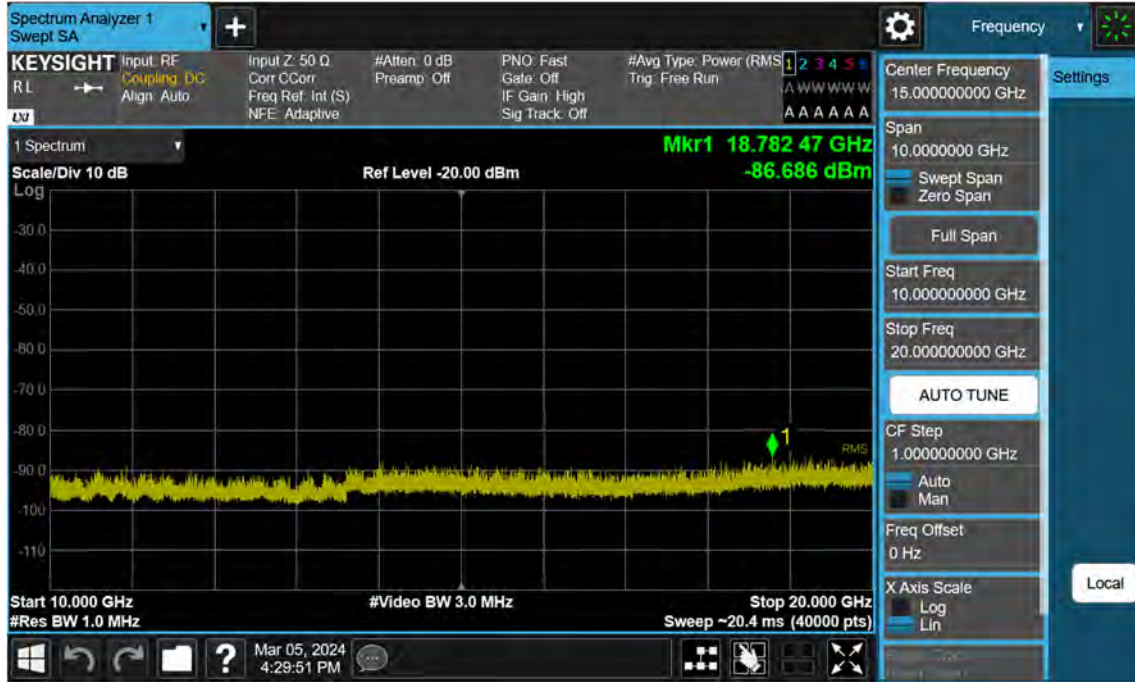 Spectrum Analyzer 1
Swept SA
+
Frequency
KEYSIGHT
RL
LXI
Input: RF
Coupling: DC
Align: Auto
Input Z: 50 Ω
Corr CCorr
Freq Ref: Int (S)
NFE: Adaptive
#Atten: 0 dB
Preamp: Off
PNO: Fast
Gate: Off
IF Gain: High
Sig Track: Off
#Avg Type: Power (RMS
Trig: Free Run
1 2 3 4 5 6
A W W W W W
A A A A A A
1 Spectrum
Scale/Div 10 dB
Log
Ref Level -20.00 dBm
Mkr1 18.782 47 GHz
-86.686 dBm
-30.0
-40.0
-50.0
-60.0
-70.0
-80.0
-90.0
-100
-110
1
RMS
Start 10.000 GHz
#Res BW 1.0 MHz
#Video BW 3.0 MHz
Stop 20.000 GHz
Sweep ~20.4 ms (40000 pts)
Center Frequency
15.000000000 GHz
Span
10.0000000 GHz
Swept Span
Zero Span
Full Span
Start Freq
10.000000000 GHz
Stop Freq
20.000000000 GHz
AUTO TUNE
CF Step
1.000000000 GHz
Auto
Man
Freq Offset
0 Hz
X Axis Scale
Log
Lin
Settings
Local
?
Mar 05, 2024
4:29:51 PM